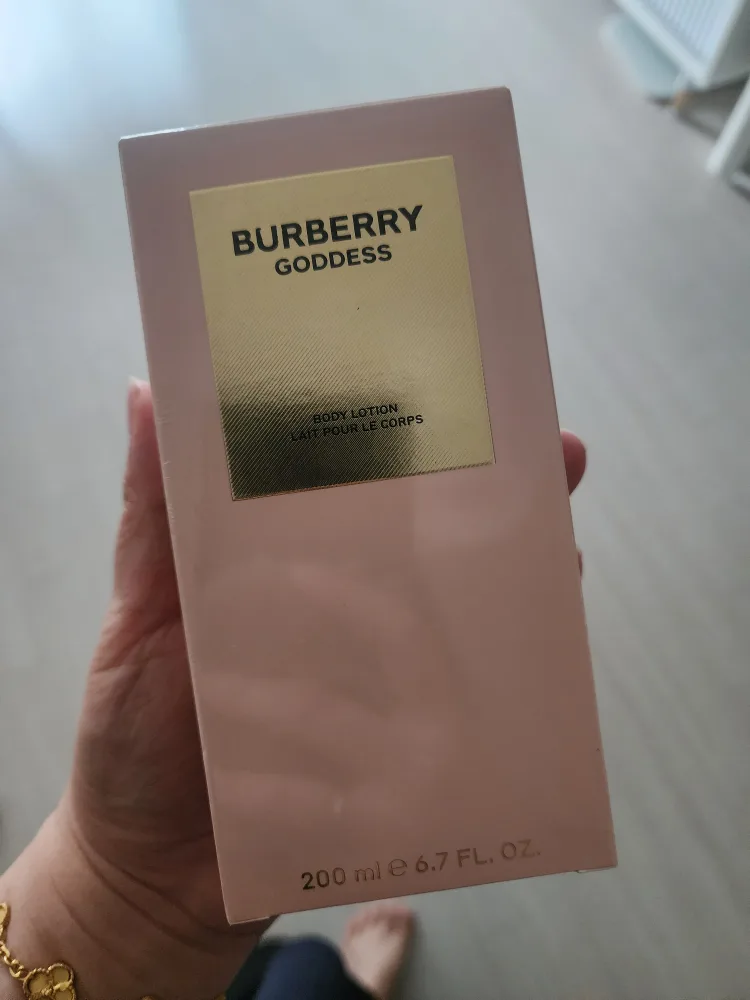 BURBERRY
GODDESS
BODY LOTION
LAIT POUR LE CORPS
200 ml ℮ 6.7 FL. OZ.